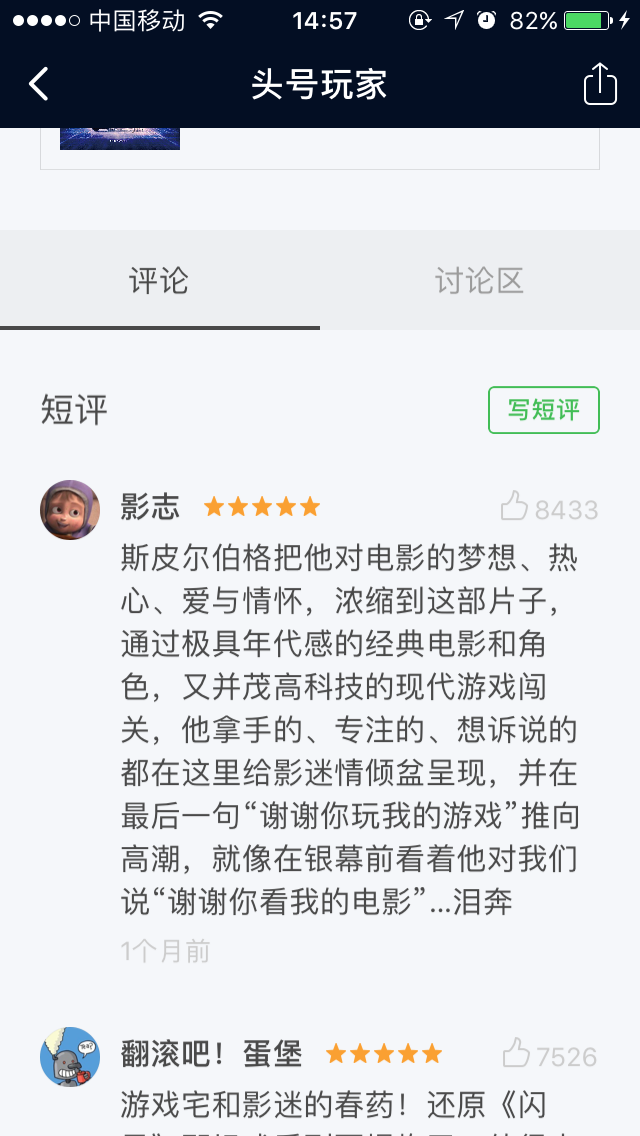 中国移动 14:57 82%
头号玩家
评论 讨论区
短评 写短评
影志 8433
斯皮尔伯格把他对电影的梦想、热
心、爱与情怀，浓缩到这部片子，
通过极具年代感的经典电影和角
色，又并茂高科技的现代游戏闯
关，他拿手的、专注的、想诉说的
都在这里给影迷情倾盆呈现，并在
最后一句“谢谢你玩我的游戏”推向
高潮，就像在银幕前看着他对我们
说“谢谢你看我的电影”...泪奔
1个月前
翻滚吧！蛋堡 7526
游戏宅和影迷的春药！还原《闪